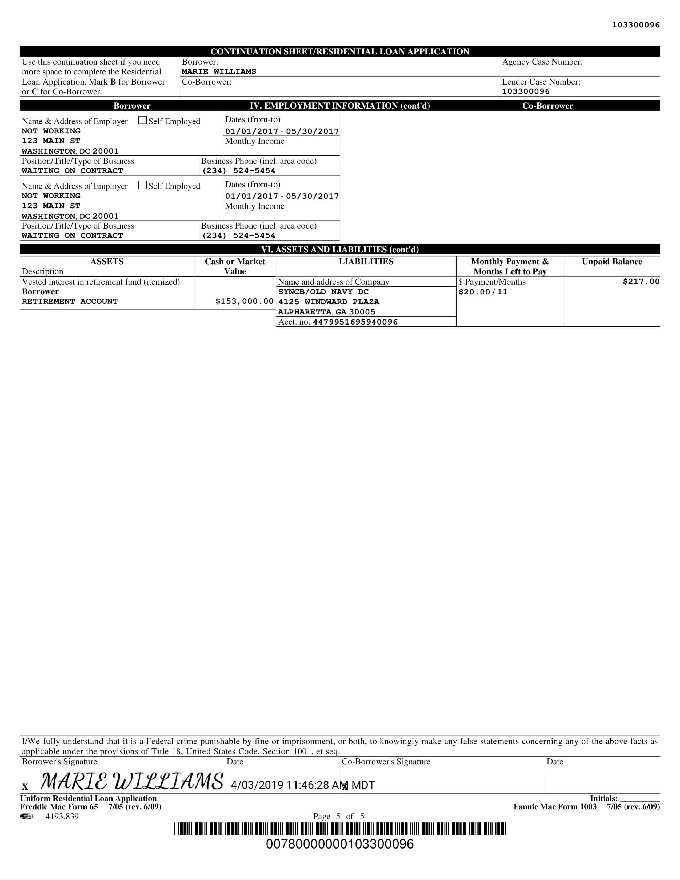 103300096
CONTINUATION SHEET/RESIDENTIAL LOAN APPLICATION
Use this continuation sheet if you need more space to complete the Residential Loan Application. Mark B for Borrower or C for Co-Borrower.
Borrower:
MARIE WILLIAMS
Agency Case Number:
Co-Borrower:
Lender Case Number:
103300096
Borrower IV. EMPLOYMENT INFORMATION (cont'd) Co-Borrower
Name & Address of Employer Self Employed Dates (from-to)
NOT WORKING 01/01/2017-05/30/2017
123 MAIN ST Monthly Income
WASHINGTON, DC 20001
Position/Title/Type of Business Business Phone (incl. area code)
WAITING ON CONTRACT (234) 524-5454
Name & Address of Employer Self Employed Dates (from-to)
NOT WORKING 01/01/2017-05/30/2017
123 MAIN ST Monthly Income
WASHINGTON, DC 20001
Position/Title/Type of Business Business Phone (incl. area code)
WAITING ON CONTRACT (234) 524-5454
VI. ASSETS AND LIABILITIES (cont'd)
ASSETS Cash or Market LIABILITIES Monthly Payment & Unpaid Balance
Description Value Months Left to Pay
Vested interest in retirement fund (itemized) Name and address of Company $ Payment/Months $217.00
Borrower SYNCB/OLD NAVY DC $20.00/11
RETIREMENT ACCOUNT $153,000.00 4125 WINDWARD PLAZA
ALPHARETTA, GA 30005
Acct. no. 4479951695940096
I/We fully understand that it is a Federal crime punishable by fine or imprisonment, or both, to knowingly make any false statements concerning any of the above facts as
applicable under the provisions of Title 18, United States Code, Section 1001, et seq.
Borrower's Signature Date Co-Borrower's Signature Date
X MARIE WILLIAMS 4/03/2019 11:46:28 AM MDT X
Uniform Residential Loan Application Initials:
Freddie Mac Form 65 7/05 (rev. 6/09) Fannie Mae Form 1003 7/05 (rev. 6/09)
4193.839 Page 5 of 5
00780000000103300096